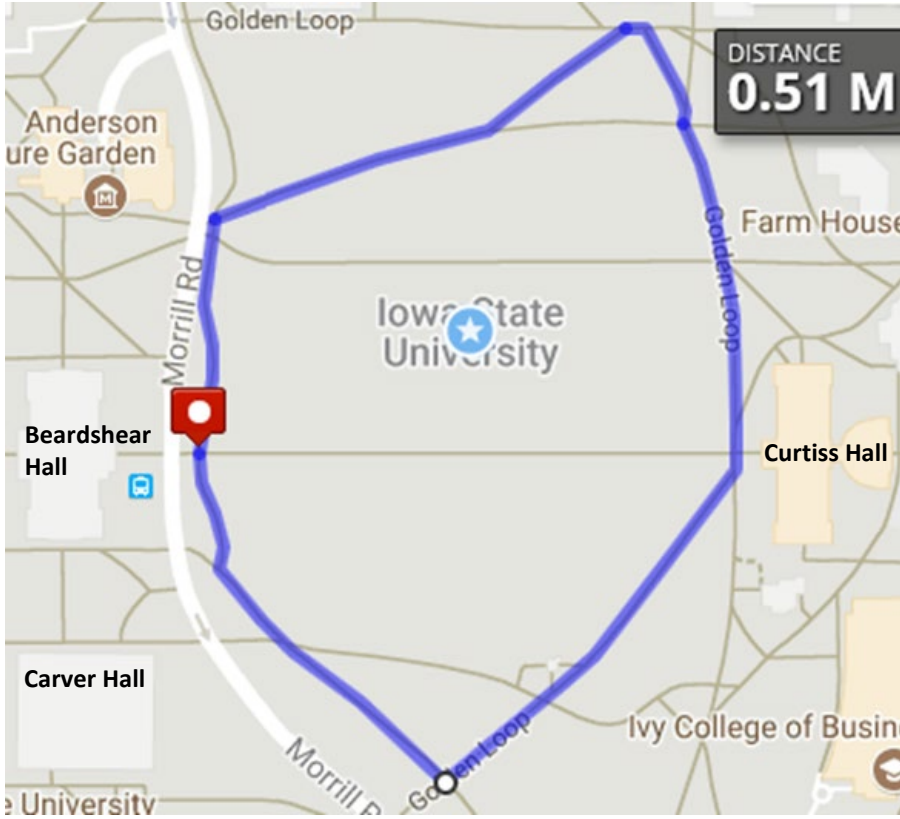 Golden Loop
DISTANCE
0.51 M
Anderson
ure Garden
M
Farm House
Golden Loop
Morrill Rd
Iowa State
University
Beardshear
Hall
Curtiss Hall
Carver Hall
Golden Loop
Ivy College of Busin
Morrill R
e University